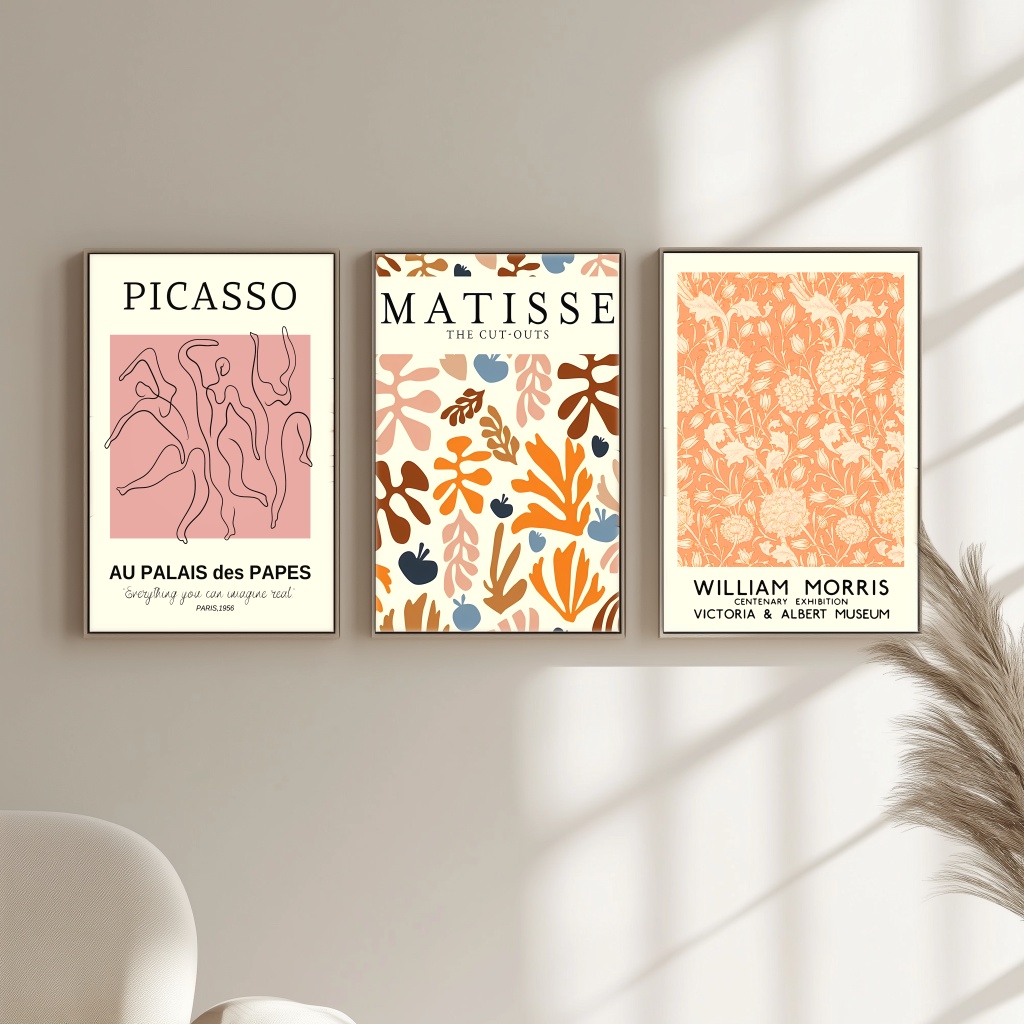 PICASSO
AU PALAIS des PAPES
"Everything you can imagine real"
PARIS,1956
MATISSE
THE CUT-OUTS
WILLIAM MORRIS
CENTENARY EXHIBITION
VICTORIA & ALBERT MUSEUM